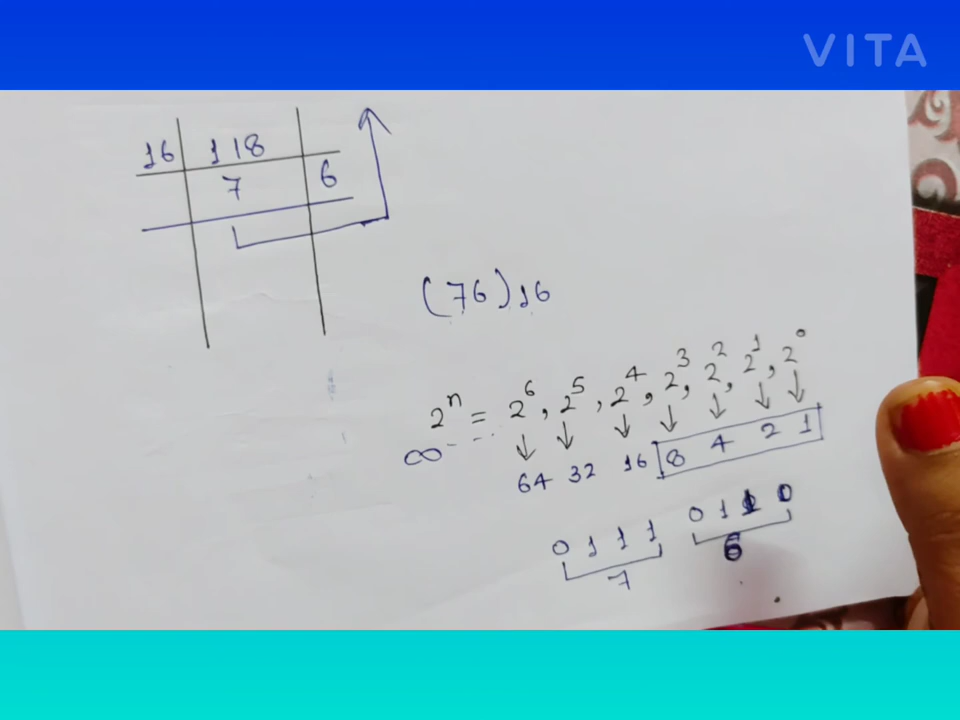 VITA
16 118
7 6
(76)16
2^n = 2^6, 2^5, 2^4, 2^3, 2^2, 2^1, 2^0
∞ - - - ↓ ↓ ↓ ↓ ↓ ↓ ↓
64 32 16 8 4 2 1
0 1 1 1 0 1 1 0
7 6